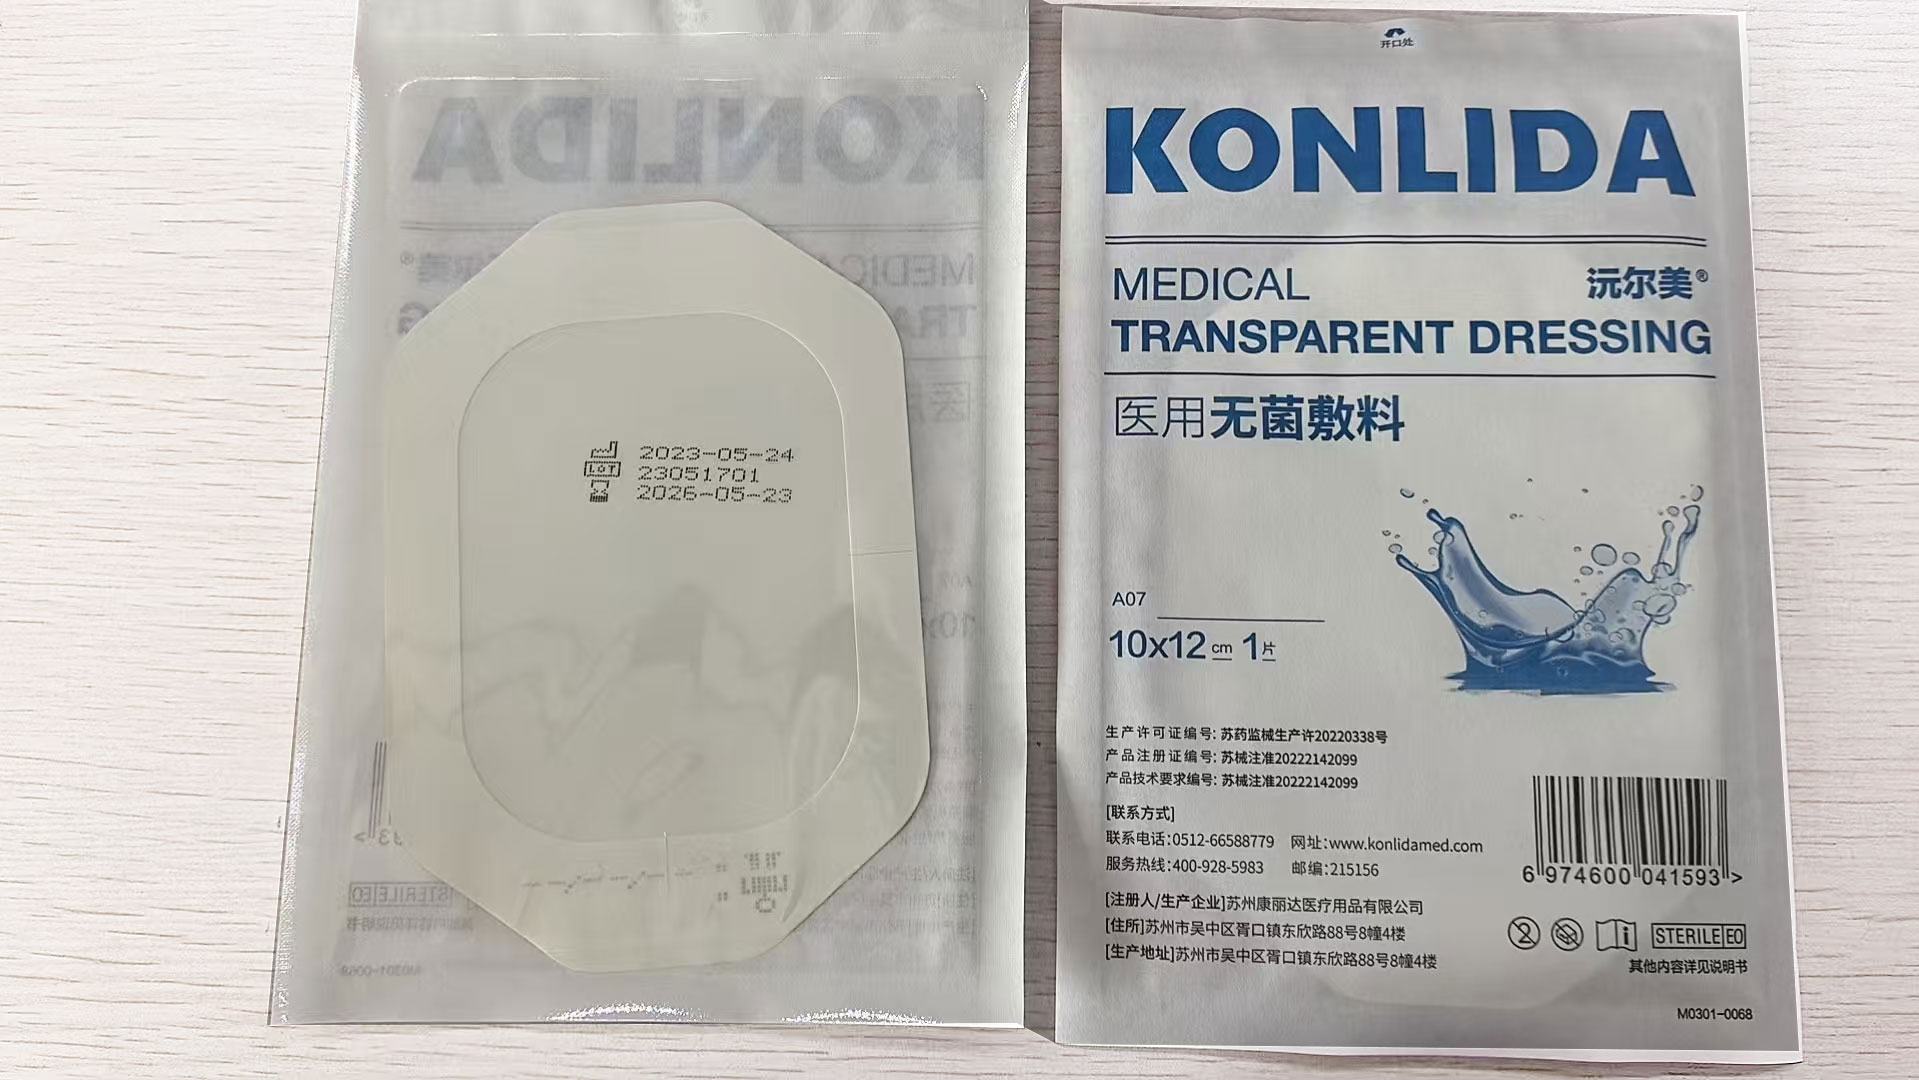 2023-05-24
LOT 23051701
2026-05-23
开口处
KONLIDA
MEDICAL
沅尔美®
TRANSPARENT DRESSING
医用无菌敷料
A07
10x12 cm 1片
生产许可证编号: 苏药监械生产许20220338号
产品注册证编号: 苏械注准20222142099
产品技术要求编号: 苏械注准20222142099
[联系方式]
联系电话:0512-66588779 网址:www.konlidamed.com
服务热线:400-928-5983 邮编:215156
[注册人/生产企业]苏州康丽达医疗用品有限公司
[住所]苏州市吴中区胥口镇东欣路88号8幢4楼
[生产地址]苏州市吴中区胥口镇东欣路88号8幢4楼
6 974600 041593 >
2
STERILE EO
其他内容详见说明书
M0301-0068